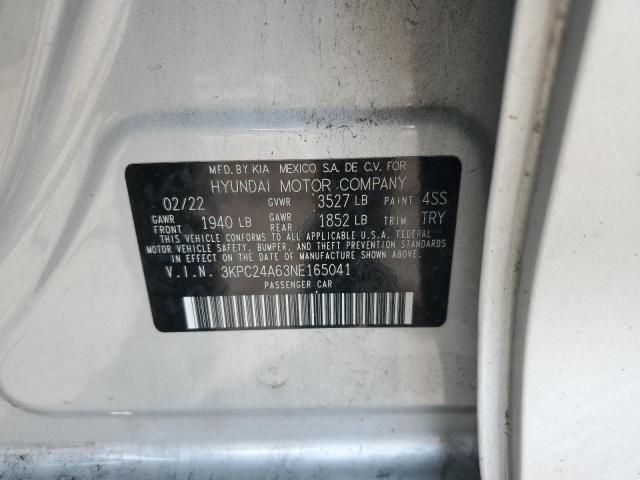 MFD. BY KIA MEXICO S.A. DE C.V. FOR
HYUNDAI MOTOR COMPANY
02/22 GVWR 3527 LB PAINT 4SS
GAWR FRONT 1940 LB GAWR REAR 1852 LB TRIM TRY
THIS VEHICLE CONFORMS TO ALL APPLICABLE U.S.A. FEDERAL
MOTOR VEHICLE SAFETY, BUMPER, AND THEFT PREVENTION STANDARDS
IN EFFECT ON THE DATE OF MANUFACTURE SHOWN ABOVE.
V.I.N. 3KPC24A63NE165041
PASSENGER CAR